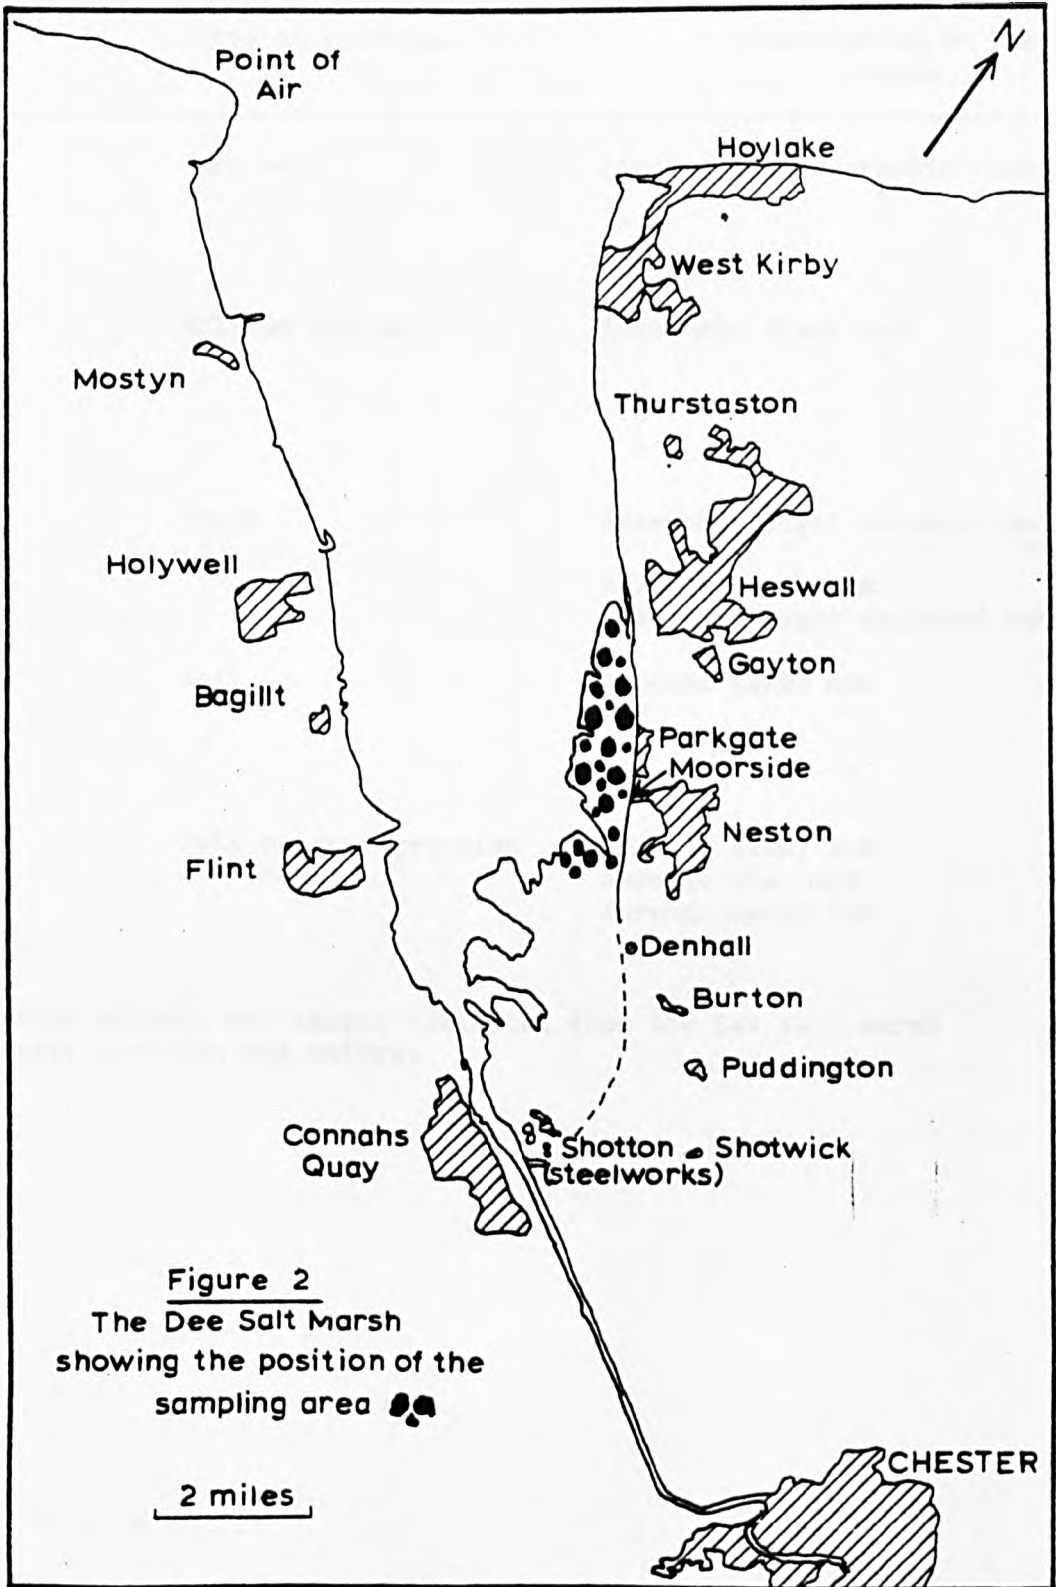 Point of
Air
N
Hoylake
West Kirby
Mostyn
Thurstaston
Holywell
Heswall
Gayton
Bagillt
Parkgate
Moorside
Neston
Flint
Denhall
Burton
Puddington
Connahs
Quay
Shotton
(steelworks)
Shotwick
Figure 2
The Dee Salt Marsh
showing the position of the
sampling area
2 miles
CHESTER